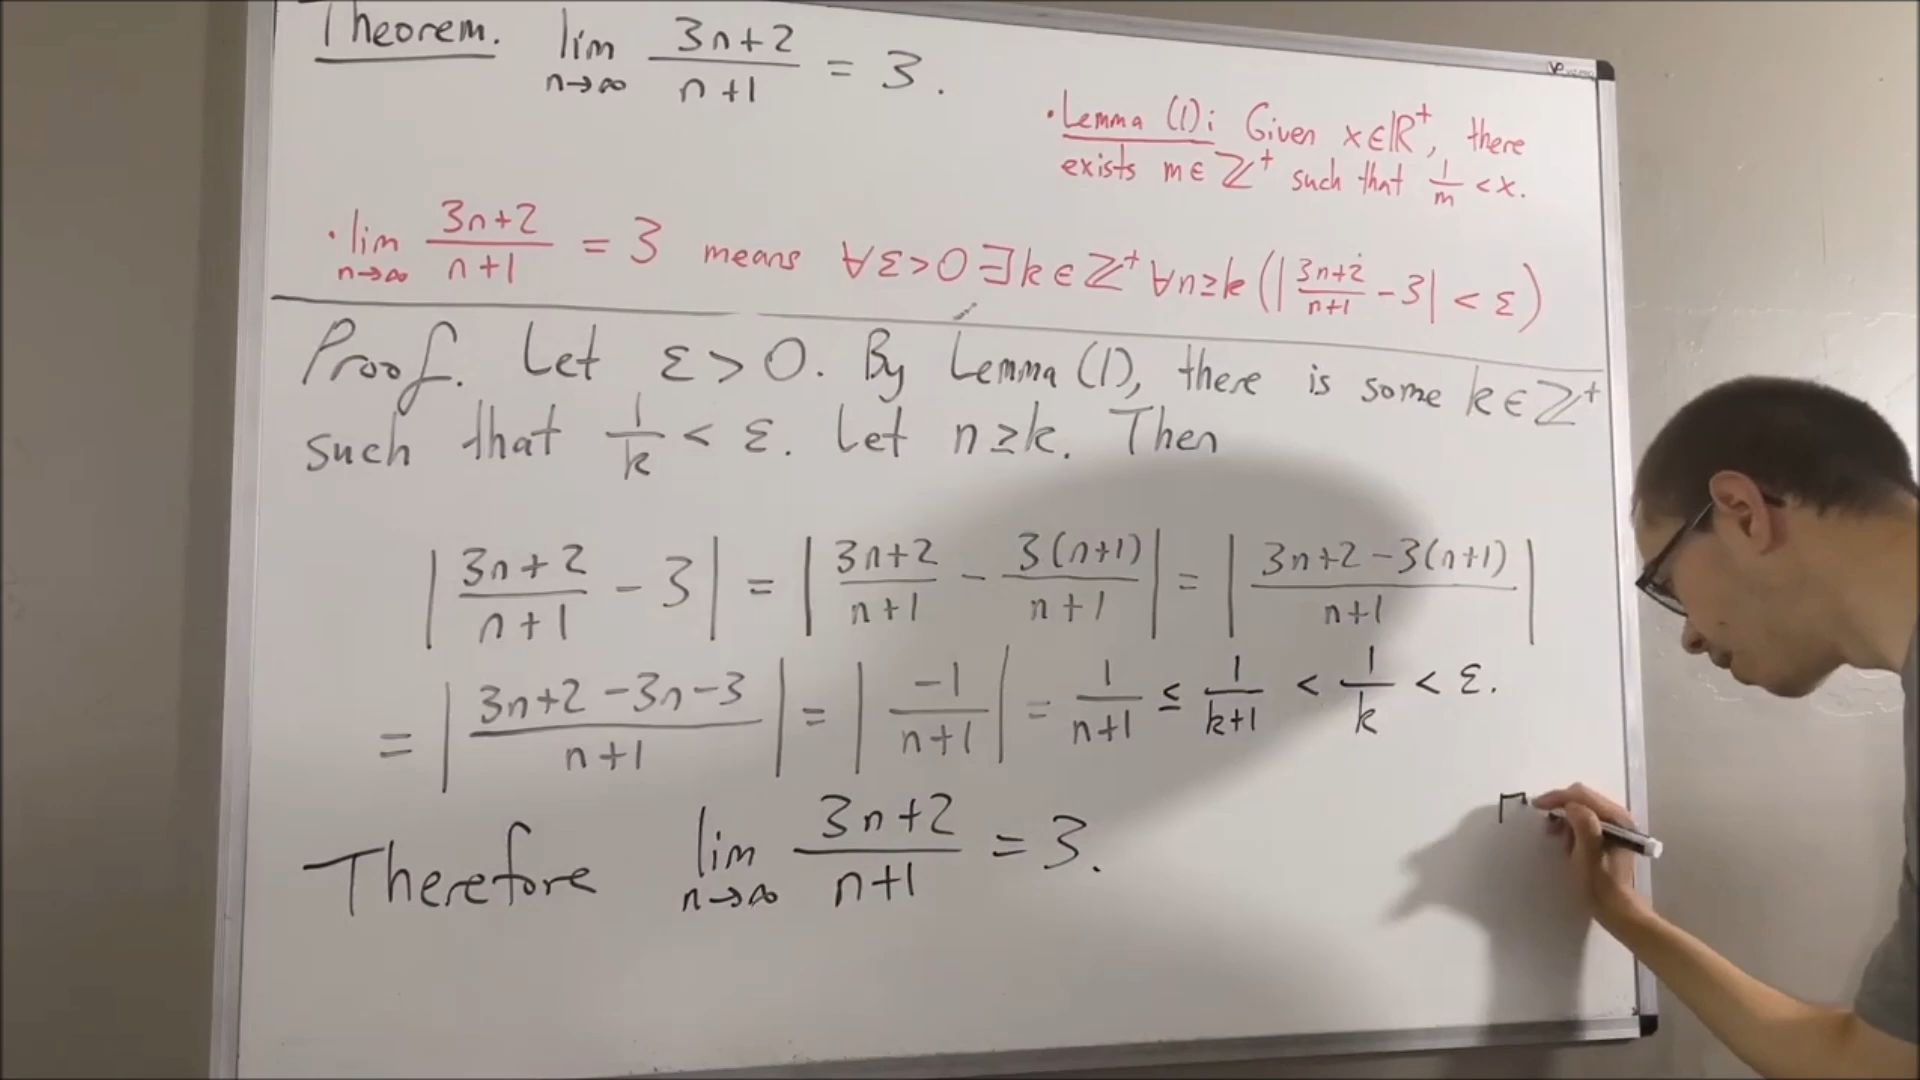 Theorem. lim n→∞ (3n+2)/(n+1) = 3.
• Lemma (1): Given x∈ℝ⁺, there
exists m∈ℤ⁺ such that 1/m < x.
• lim n→∞ (3n+2)/(n+1) = 3 means ∀ε>0 ∃k∈ℤ⁺ ∀n≥k (|(3n+2)/(n+1) - 3| < ε)
Proof. Let ε > 0. By Lemma (1), there is some k∈ℤ⁺
such that 1/k < ε. Let n≥k. Then
|(3n+2)/(n+1) - 3| = |(3n+2)/(n+1) - 3(n+1)/(n+1)| = |(3n+2-3(n+1))/(n+1)|
= |(3n+2-3n-3)/(n+1)| = |-1/(n+1)| = 1/(n+1) ≤ 1/(k+1) < 1/k < ε.
Therefore lim n→∞ (3n+2)/(n+1) = 3.